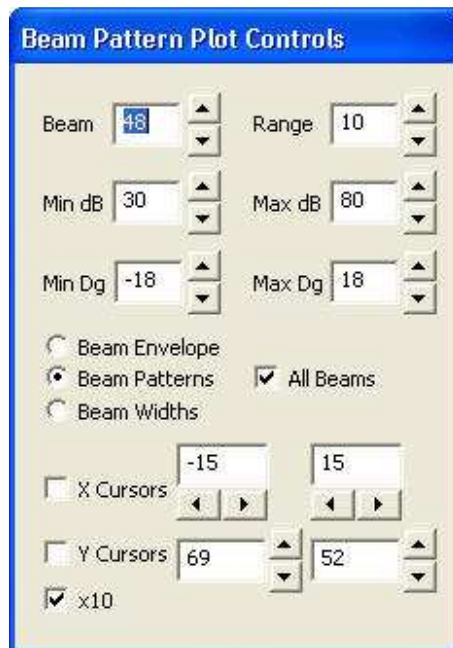 Beam Pattern Plot Controls
Beam 48 Range 10
Min dB 30 Max dB 80
Min Dg -18 Max Dg 18
Beam Envelope
Beam Patterns All Beams
Beam Widths
-15 15
X Cursors
Y Cursors 69 52
x10